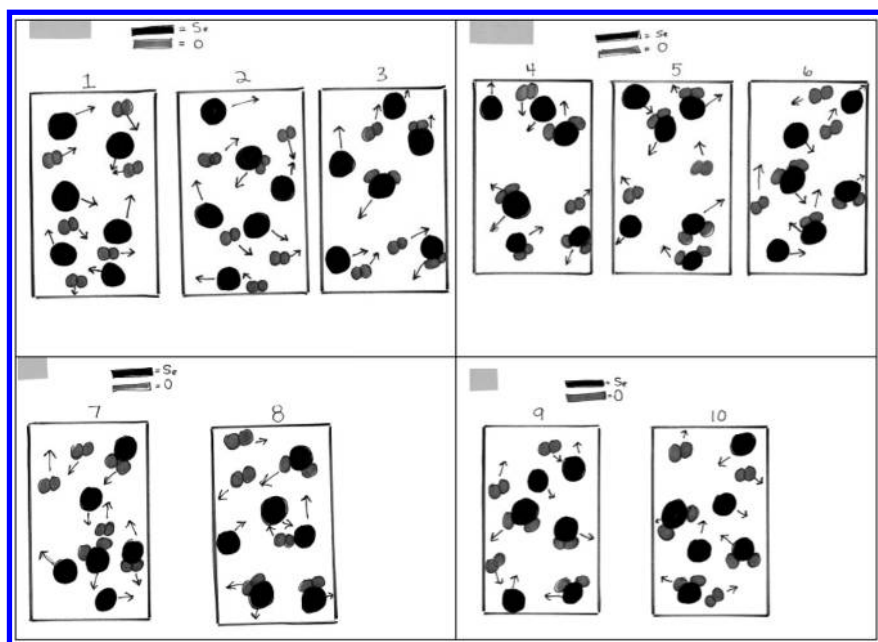 = Se
= O
1 2 3
= Se
= O
4 5 6
= Se
= O
7 8
= Se
= O
9 10